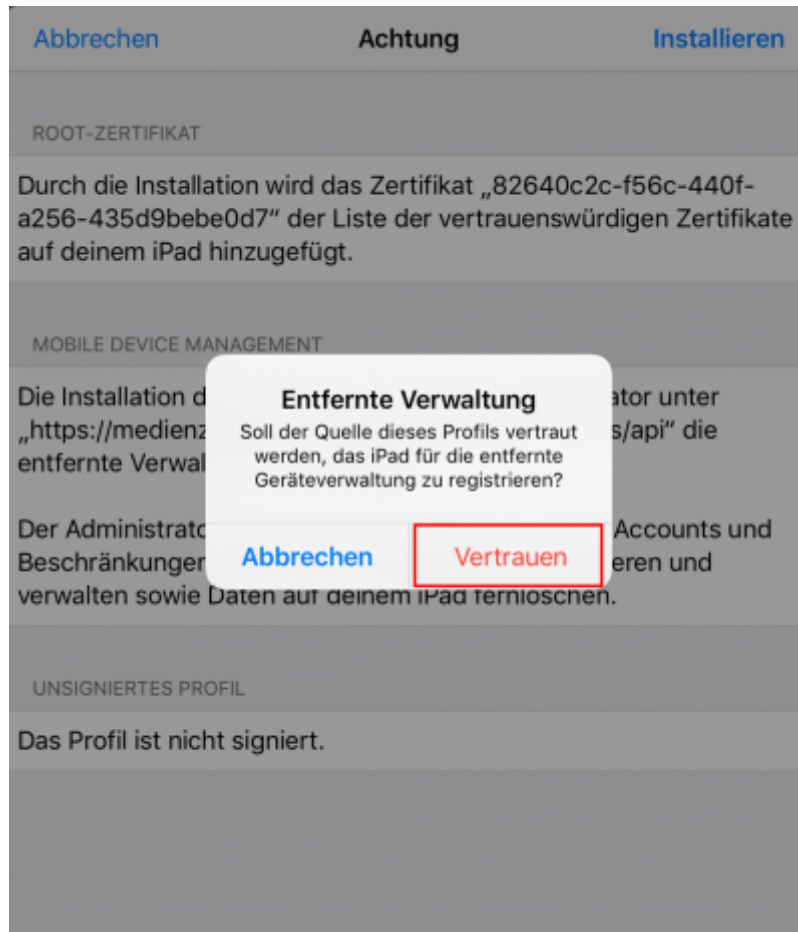 Abbrechen Achtung Installieren
ROOT-ZERTIFIKAT
Durch die Installation wird das Zertifikat „82640c2c-f56c-440f-
a256-435d9bebe0d7“ der Liste der vertrauenswürdigen Zertifikate
auf deinem iPad hinzugefügt.
MOBILE DEVICE MANAGEMENT
Die Installation d
ator unter
„https://medienz
s/api“ die
entfernte Verwal
Entfernte Verwaltung
Soll der Quelle dieses Profils vertraut
werden, das iPad für die entfernte
Geräteverwaltung zu registrieren?
Abbrechen Vertrauen
Der Administrato
Accounts und
Beschränkunger
eren und
verwalten sowie Daten auf deinem iPad fernlöschen.
UNSIGNIERTES PROFIL
Das Profil ist nicht signiert.